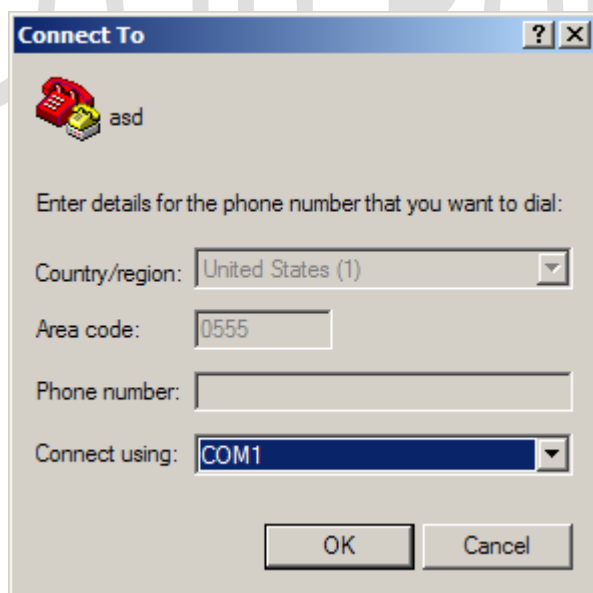 Connect To
asd
Enter details for the phone number that you want to dial:
Country/region: United States (1)
Area code: 0555
Phone number:
Connect using: COM1
OK Cancel